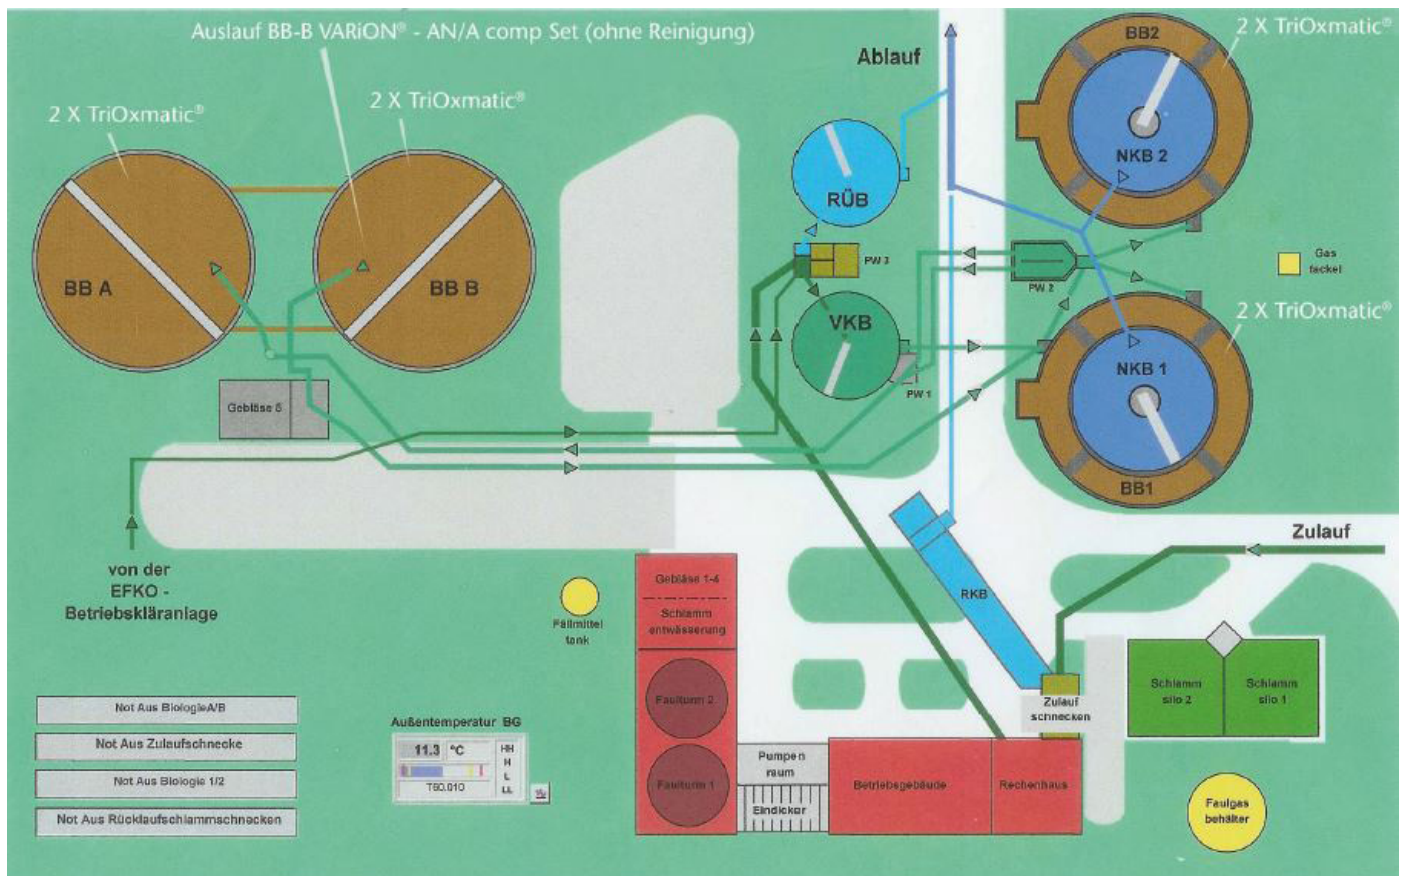 Auslauf BB-B VARiON® - AN/A comp Set (ohne Reinigung)
2 X TriOxmatic®
2 X TriOxmatic®
2 X TriOxmatic®
2 X TriOxmatic®
Ablauf
BB2
NKB 2
RÜB
PW 3
PW 2
Gas
fackel
BB A
BB B
VKB
PW 1
NKB 1
BB1
Gebläse 5
Zulauf
von der
EFKO -
Betriebskläranlage
Fällmittel
tank
Gebläse 1-4
Schlamm
entwässerung
Faulturm 2
Faulturm 1
RKB
Zulauf
schnecken
Schlamm
silo 2
Schlamm
silo 1
Not Aus BiologieA/B
Not Aus Zulaufschnecke
Not Aus Biologie 1/2
Not Aus Rücklaufschlammschnecken
Außentemperatur BG
11.3 °C
HH
H
L
LL
T60.010
Pumpen
raum
Eindicker
Betriebsgebäude
Rechenhaus
Faulgas
behälter